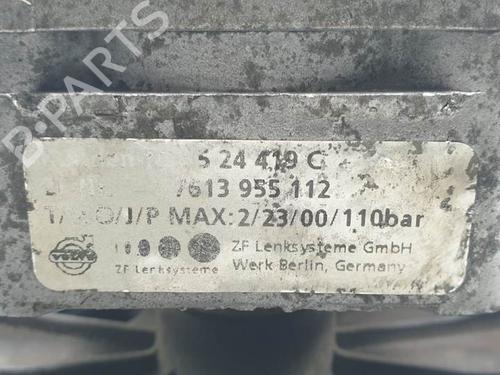 5 24 419 C
7613 955 112
T/ /O/J/P MAX: 2/23/00/110bar
ZF Lenksysteme GmbH
ZF Lenksysteme Werk Berlin, Germany
B-PARTS